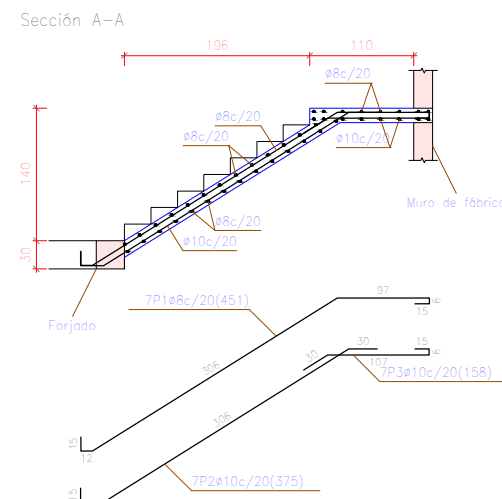 Sección A-A
196
110
ø8c/20
ø8c/20
ø8c/20
ø10c/20
140
ø8c/20
ø10c/20
30
Muro de fábrica
Forjado
7P1ø8c/20(451)
97
15
6
306
30
15
6
30
107
7P3ø10c/20(158)
15
12
306
7P2ø10c/20(375)
15